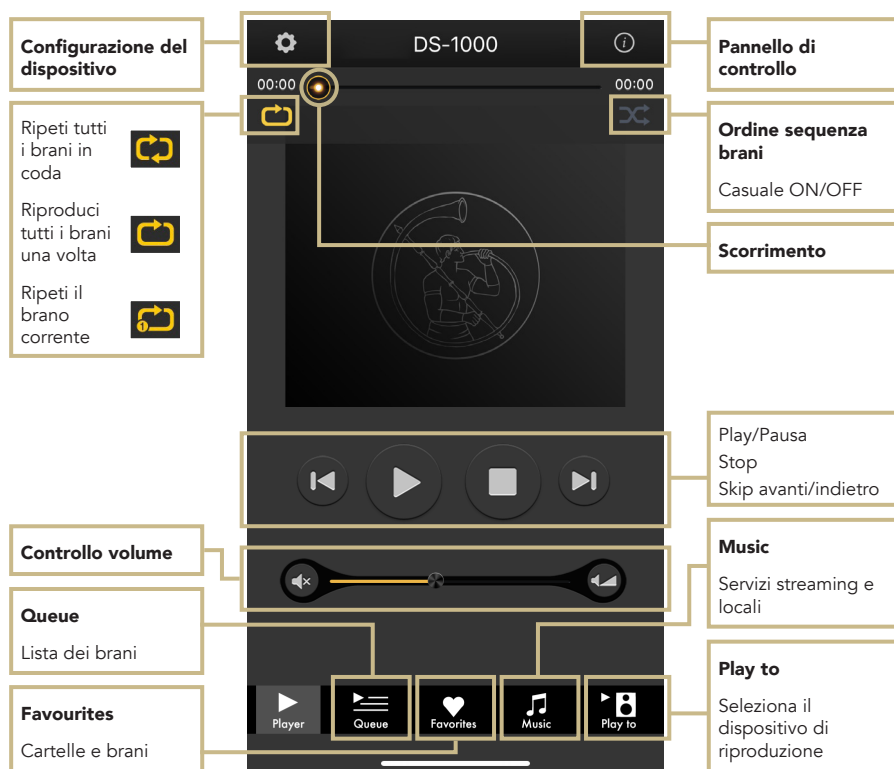 Configurazione del
dispositivo
Ripeti tutti
i brani in
coda
Riproduci
tutti i brani
una volta
Ripeti il
brano
corrente
1
DS-1000
00:00
00:00
Pannello di
controllo
Ordine sequenza
brani
Casuale ON/OFF
Scorrimento
Play/Pausa
Stop
Skip avanti/indietro
Controllo volume
Queue
Lista dei brani
Favourites
Cartelle e brani
Music
Servizi streaming e
locali
Play to
Seleziona il
dispositivo di
riproduzione
Player
Queue
Favorites
Music
Play to